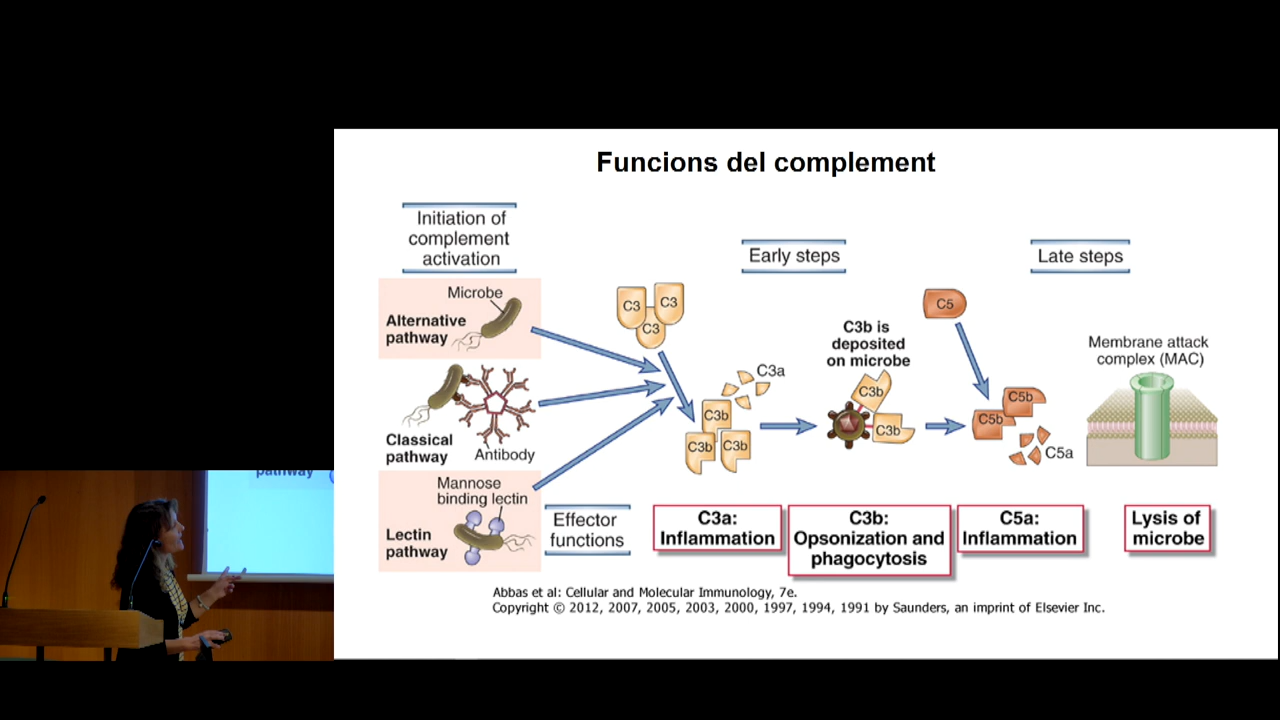 Funcions del complement
Initiation of
complement
activation
Early steps
Late steps
Microbe
Alternative
pathway
C3
C3
C3
C5
C3b is
deposited
on microbe
Membrane attack
complex (MAC)
C3a
C3b
C3b
C3b
C3b
C3b
C5b
C5b
C5a
Classical
pathway
Antibody
Mannose
binding lectin
Lectin
pathway
Effector
functions
C3a:
Inflammation
C3b:
Opsonization and
phagocytosis
C5a:
Inflammation
Lysis of
microbe
Abbas et al: Cellular and Molecular Immunology, 7e.
Copyright © 2012, 2007, 2005, 2003, 2000, 1997, 1994, 1991 by Saunders, an imprint of Elsevier Inc.
pathway